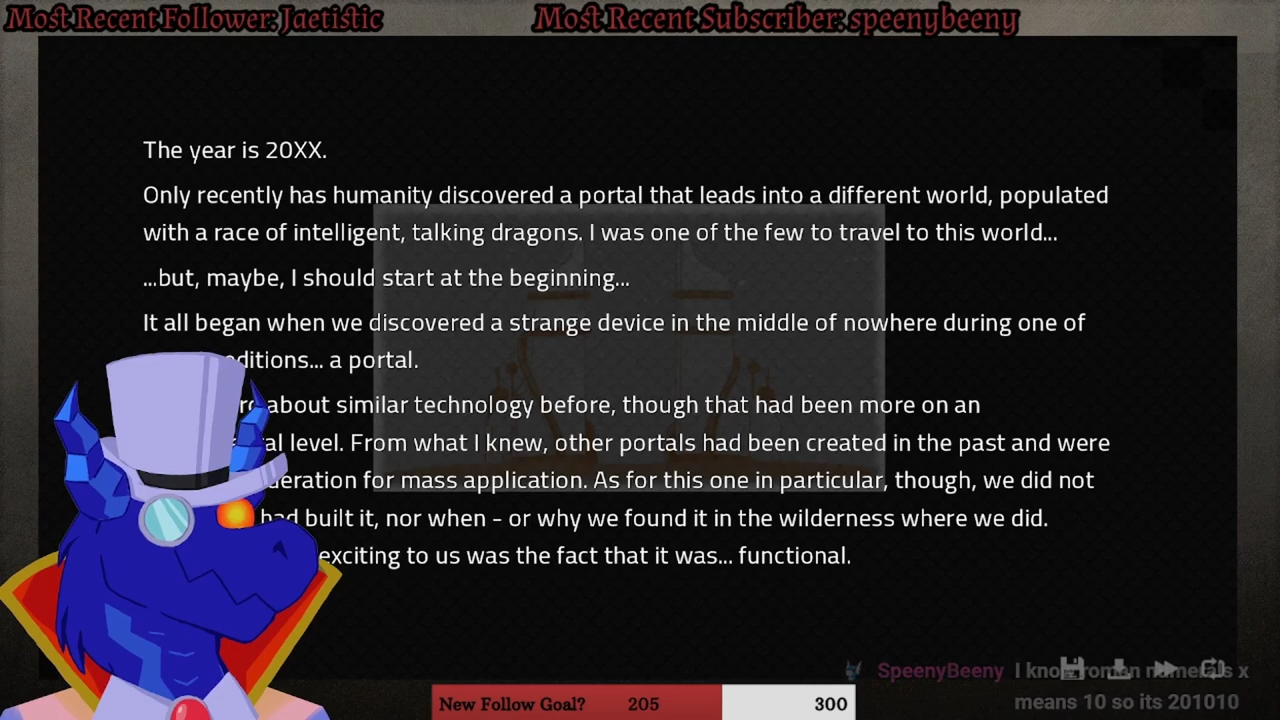 Most Recent Follower: Jaetistic
Most Recent Subscriber: speenybeeny
The year is 20XX.
Only recently has humanity discovered a portal that leads into a different world, populated
with a race of intelligent, talking dragons. I was one of the few to travel to this world...
...but, maybe, I should start at the beginning...
It all began when we discovered a strange device in the middle of nowhere during one of
... a portal.
about similar technology before, though that had been more on an
level. From what I knew, other portals had been created in the past and were
for mass application. As for this one in particular, though, we did not
had built it, nor when - or why we found it in the wilderness where we did.
exciting to us was the fact that it was... functional.
SpeenyBeeny I know roman numerals x
means 10 so its 201010
New Follow Goal? 205 300